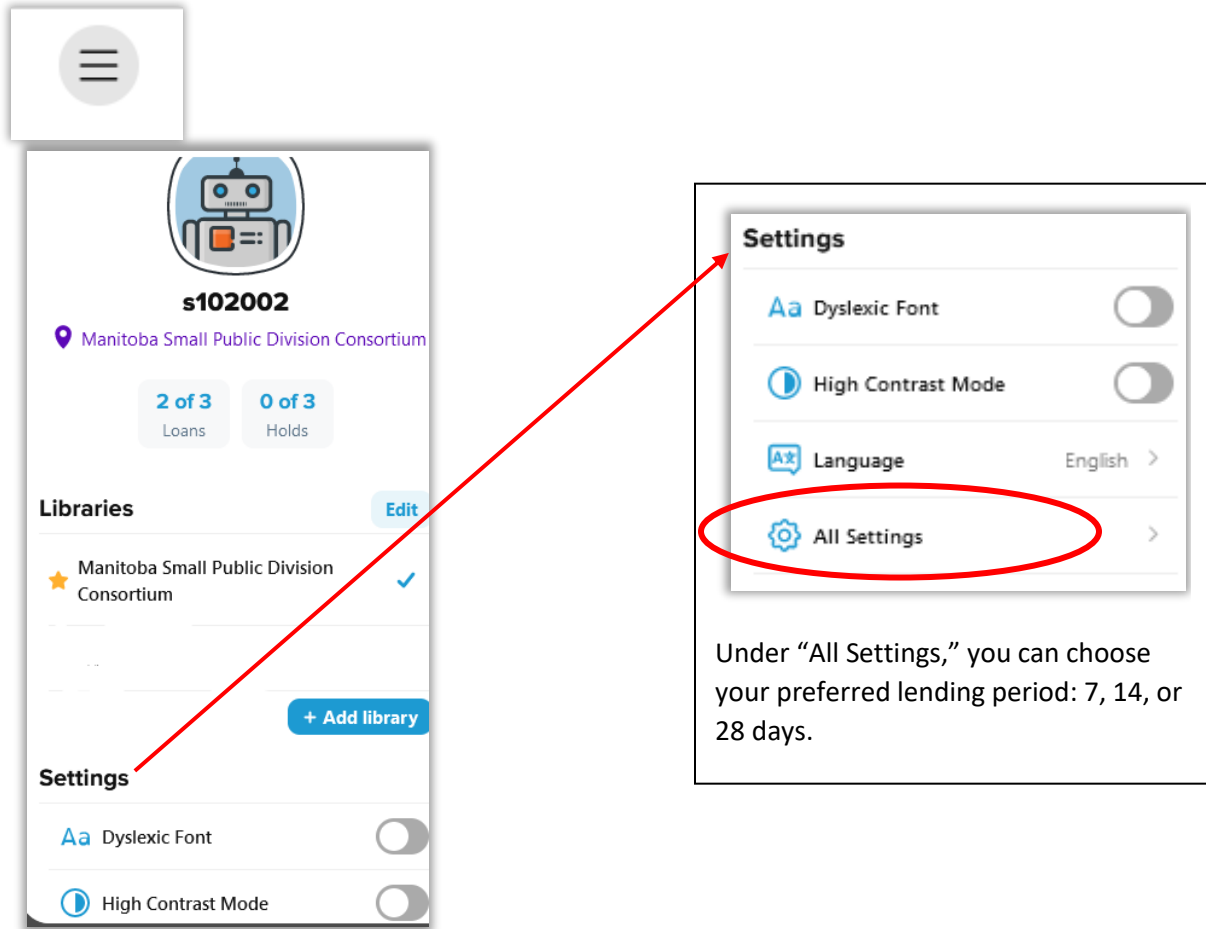 s102002
Manitoba Small Public Division Consortium
2 of 3
Loans
0 of 3
Holds
Libraries
Edit
Manitoba Small Public Division
Consortium
+ Add library
Settings
Aa Dyslexic Font
High Contrast Mode
Settings
Aa Dyslexic Font
High Contrast Mode
Language English >
All Settings >
Under “All Settings,” you can choose
your preferred lending period: 7, 14, or
28 days.